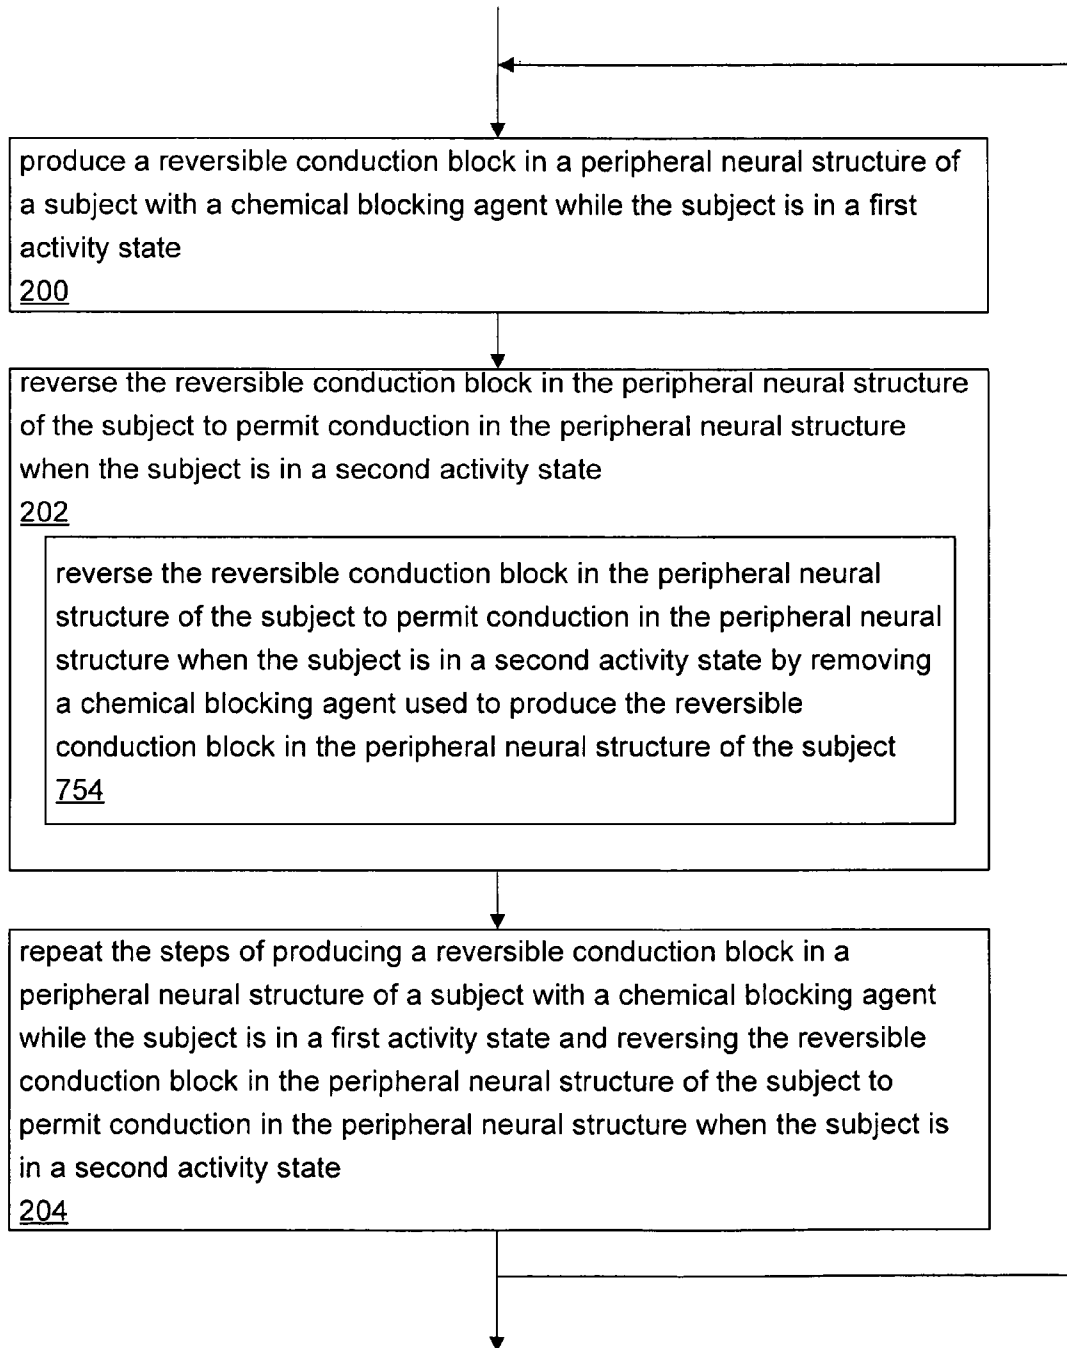 produce a reversible conduction block in a peripheral neural structure of
a subject with a chemical blocking agent while the subject is in a first
activity state
200
reverse the reversible conduction block in the peripheral neural structure
of the subject to permit conduction in the peripheral neural structure
when the subject is in a second activity state
202
reverse the reversible conduction block in the peripheral neural
structure of the subject to permit conduction in the peripheral neural
structure when the subject is in a second activity state by removing
a chemical blocking agent used to produce the reversible
conduction block in the peripheral neural structure of the subject
754
repeat the steps of producing a reversible conduction block in a
peripheral neural structure of a subject with a chemical blocking agent
while the subject is in a first activity state and reversing the reversible
conduction block in the peripheral neural structure of the subject to
permit conduction in the peripheral neural structure when the subject is
in a second activity state
204